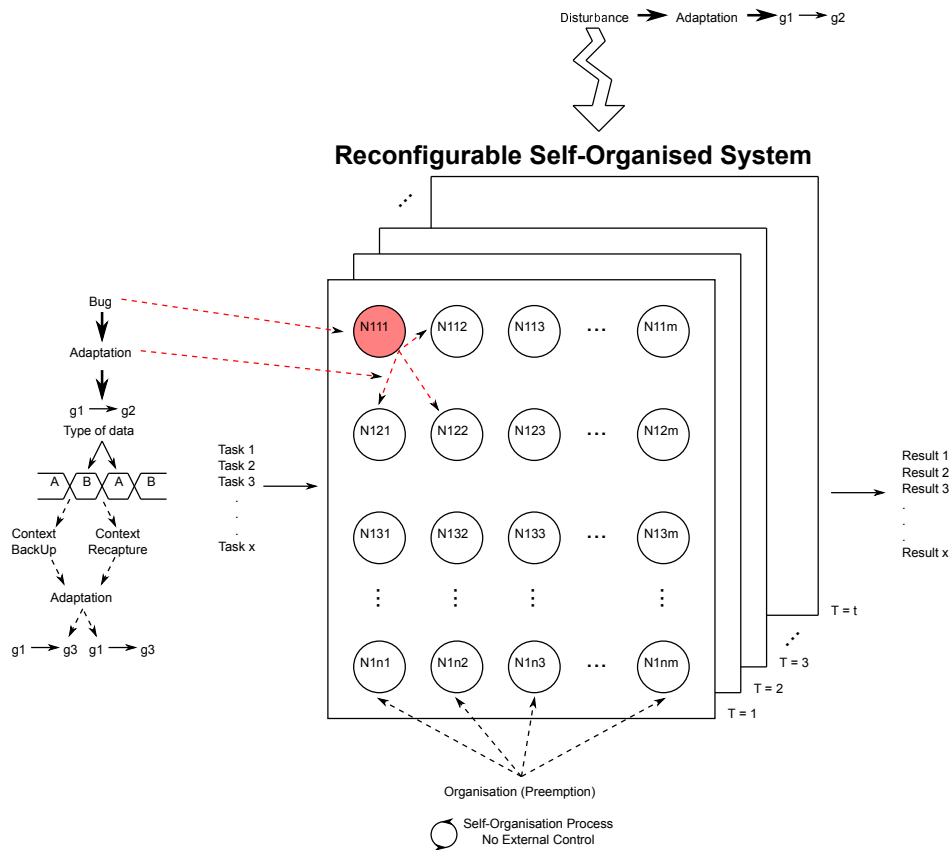 Disturbance Adaptation g1 g2
Reconfigurable Self-Organised System
Bug
Adaptation
g1 g2
Type of data
A B A B
Context
BackUp
Context
Recapture
Adaptation
g1 g3 g1 g3
Task 1
Task 2
Task 3
.
.
.
Task x
...
N111 N112 N113 ... N11m
N121 N122 N123 ... N12m
N131 N132 N133 ... N13m
... ... ... ...
N1n1 N1n2 N1n3 ... N1nm
T = 1
T = 2
T = 3
...
T = t
Result 1
Result 2
Result 3
.
.
.
Result x
Organisation (Preemption)
Self-Organisation Process
No External Control